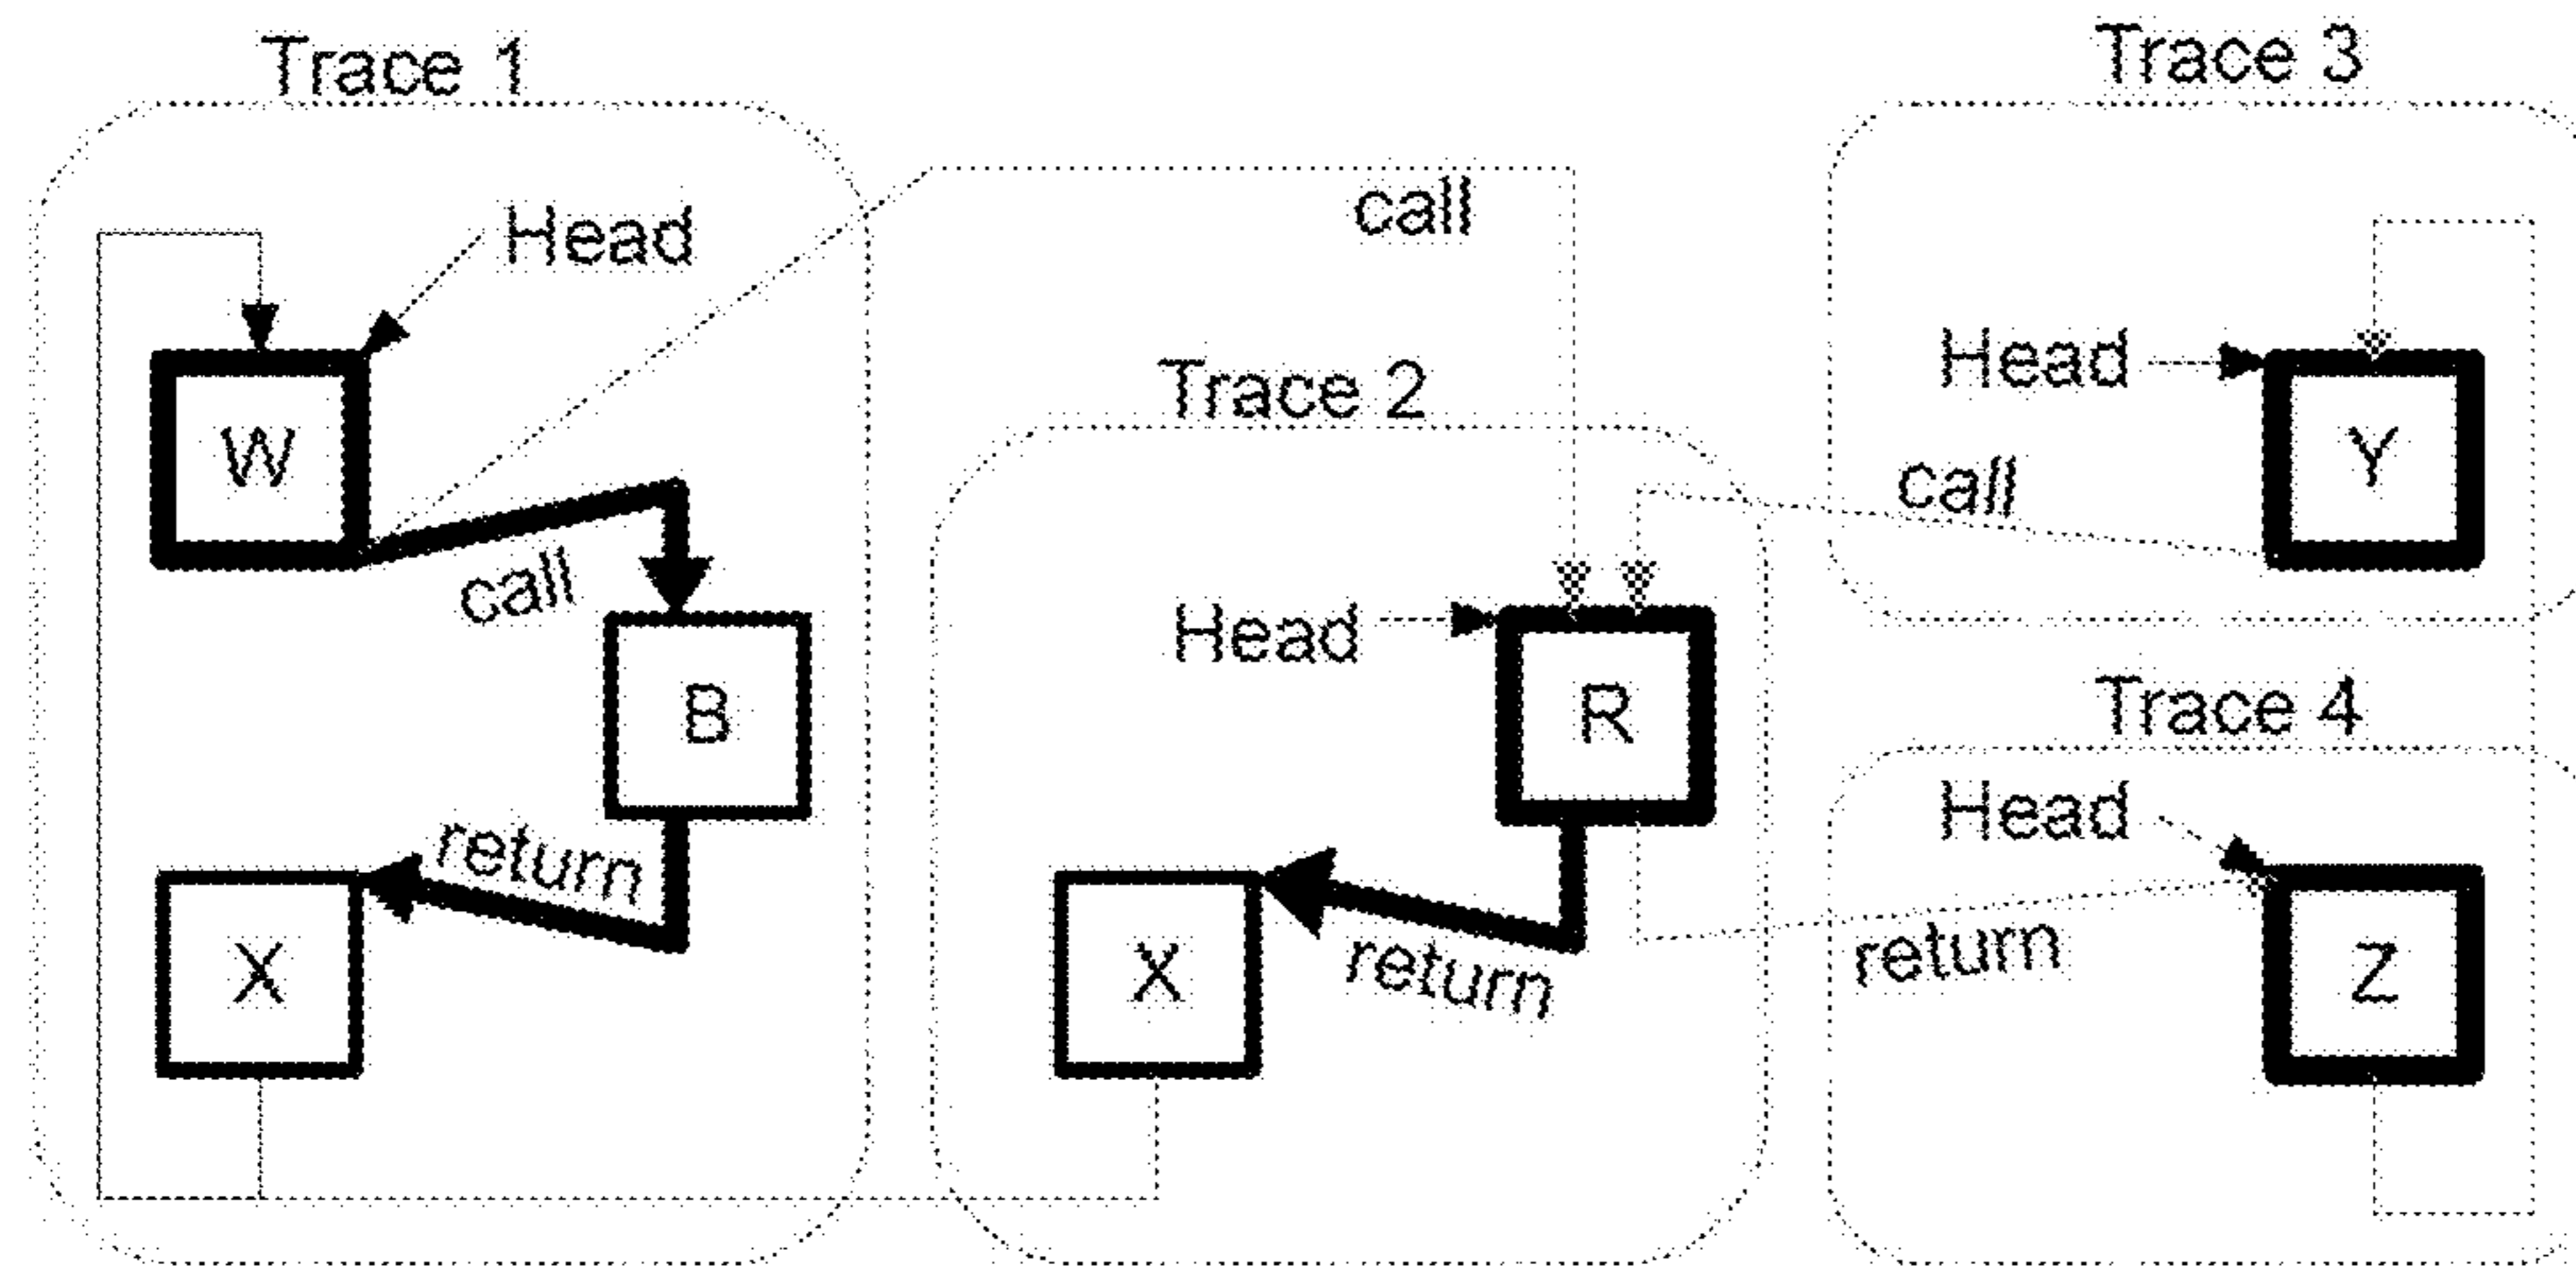 Trace 1
Head
W
call
B
return
X
call
Trace 2
Head
R
return
X
Trace 3
Head
Y
call
Trace 4
Head
Z
return